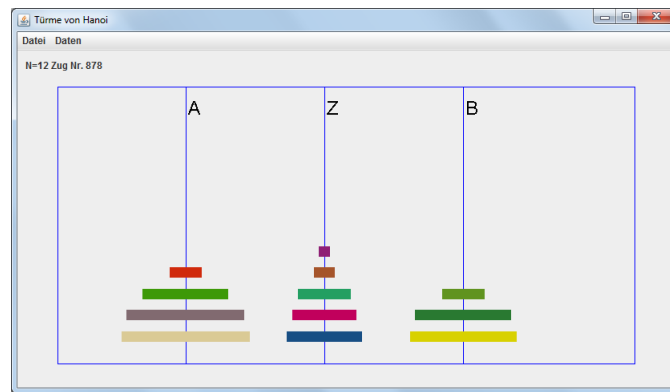 Türme von Hanoi
Datei Daten
N=12 Zug Nr. 878
A Z B